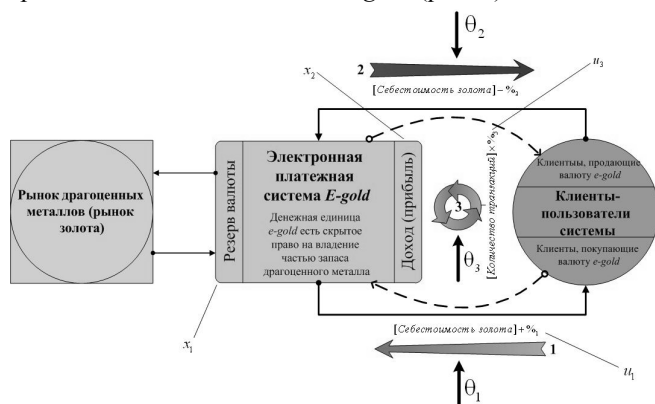 θ₂
x₂
u₃
2
[Себестоимость золота]−%₂
Рынок драгоценных
металлов (рынок
золота)
Резерв валюты
Электронная
платежная
система E-gold
Денежная единица
e-gold есть скрытое
право на владение
частью запаса
драгоценного металла
Доход (прибыль)
3
[Количество транзакций]×%₃
θ₃
Клиенты, продающие
валюту e-gold
Клиенты-
пользователи
системы
Клиенты, покупающие
валюту e-gold
[Себестоимость золота]+%₁
1
x₁
u₁
θ₁